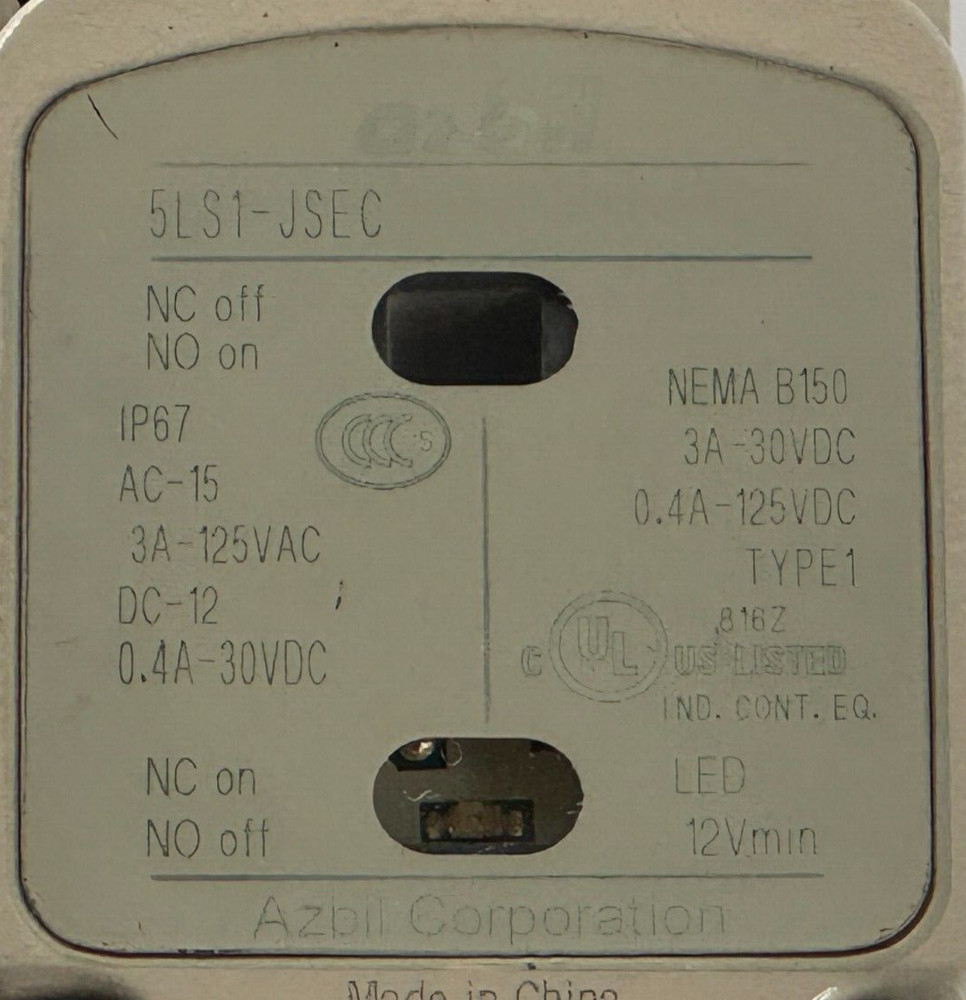 5LS1-JSEC
NC off
NO on
IP67
AC-15
3A-125VAC
DC-12
0.4A-30VDC
CCC S
NEMA B150
3A-30VDC
0.4A-125VDC
TYPE1
816Z
C UL US LISTED
IND. CONT. EQ.
NC on
NO off
LED
12Vmin
Azbil Corporation
Made in China